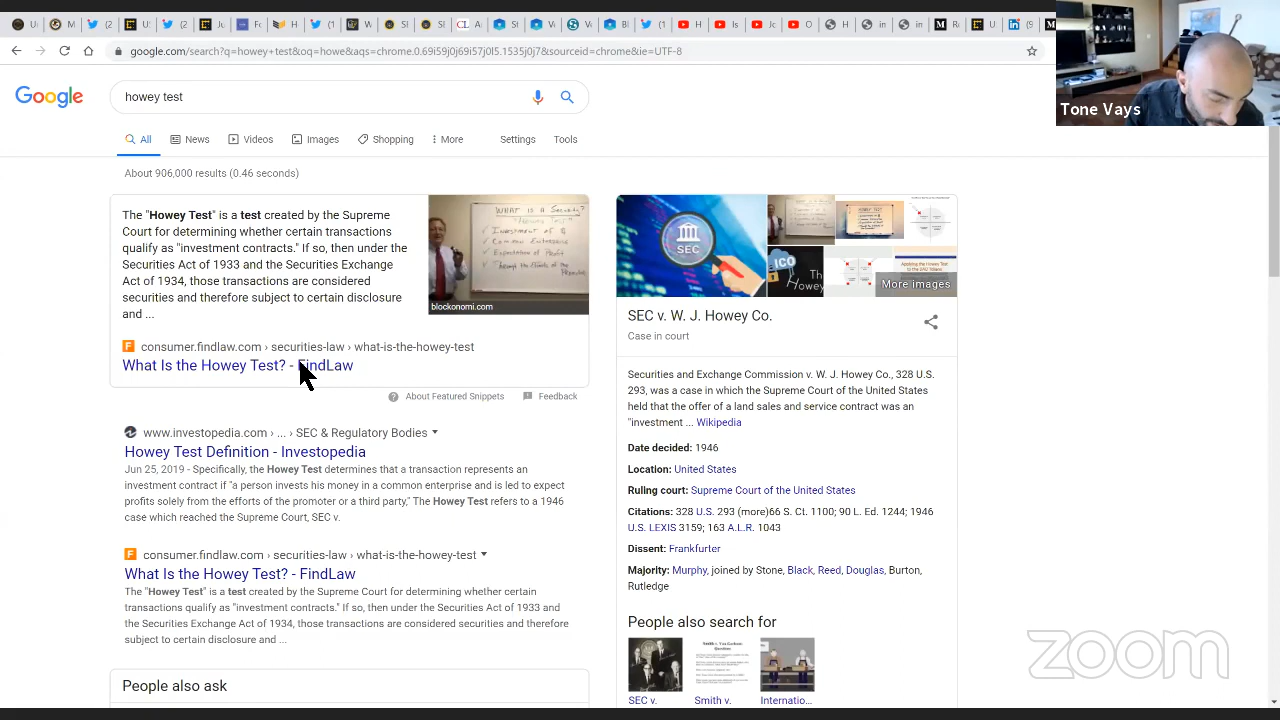 google.com/search?q=howey+test&oq=howe&aqs=chrome
i59j0j69i57j0l5.1535j0j7&sourceid=chrome&ie=UTF-8
Tone Vays
Google
howey test
All
News
Videos
Images
Shopping
More
Settings
Tools
About 906,000 results (0.46 seconds)
The "Howey Test" is a test created by the Supreme
Court for determining whether certain transactions
qualify as "investment contracts." If so, then under the
Securities Act of 1933 and the Securities Exchange
Act of 1934, those transactions are considered
securities and therefore subject to certain disclosure
and ...
blockonomi.com
consumer.findlaw.com › securities-law › what-is-the-howey-test
What Is the Howey Test? - FindLaw
About Featured Snippets
Feedback
www.investopedia.com › ... › SEC & Regulatory Bodies
Howey Test Definition - Investopedia
Jun 25, 2019 - Specifically, the Howey Test determines that a transaction represents an
investment contract if "a person invests his money in a common enterprise and is led to expect
profits solely from the efforts of the promoter or a third party," The Howey Test refers to a 1946
case which reached the Supreme Court, SEC v.
consumer.findlaw.com › securities-law › what-is-the-howey-test
What Is the Howey Test? - FindLaw
The "Howey Test" is a test created by the Supreme Court for determining whether certain
transactions qualify as "investment contracts." If so, then under the Securities Act of 1933 and
the Securities Exchange Act of 1934, those transactions are considered securities and therefore
subject to certain disclosure and ...
People also ask
SEC
ICO
The
Howey
More images
SEC v. W. J. Howey Co.
Case in court
Securities and Exchange Commission v. W. J. Howey Co., 328 U.S.
293, was a case in which the Supreme Court of the United States
held that the offer of a land sales and service contract was an
"investment ... Wikipedia
Date decided: 1946
Location: United States
Ruling court: Supreme Court of the United States
Citations: 328 U.S. 293 (more)66 S. Ct. 1100; 90 L. Ed. 1244; 1946
U.S. LEXIS 3159; 163 A.L.R. 1043
Dissent: Frankfurter
Majority: Murphy, joined by Stone, Black, Reed, Douglas, Burton,
Rutledge
People also search for
SEC v.
Smith v.
Internatio...
zoom